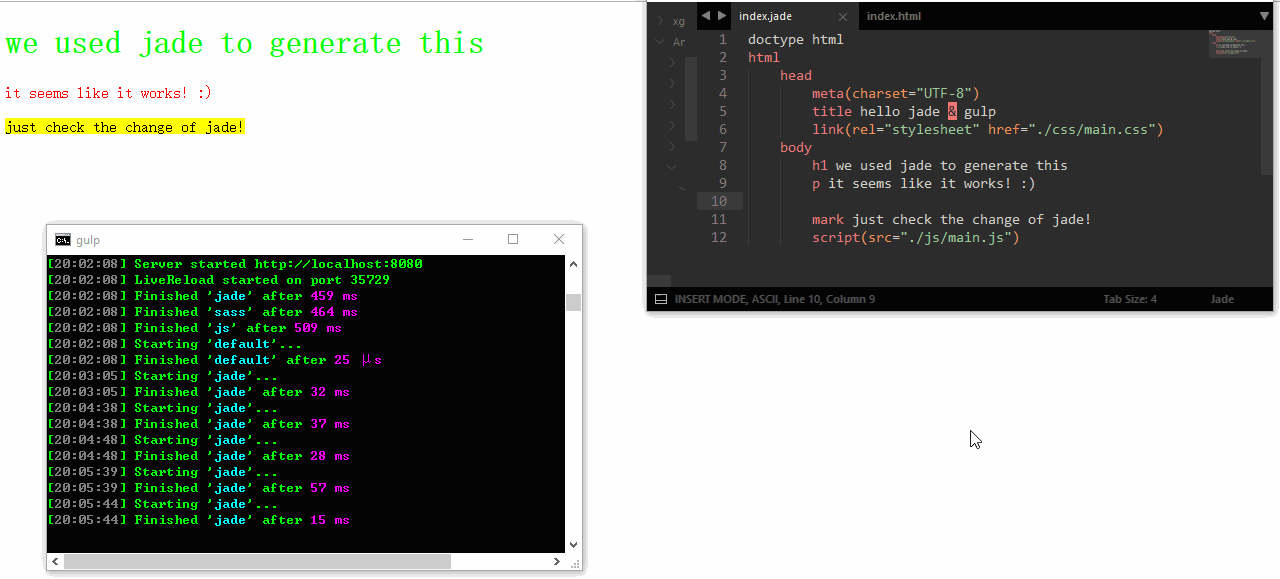 we used jade to generate this
it seems like it works! :)
just check the change of jade!
gulp
[20:02:08] Server started http://localhost:8080
[20:02:08] LiveReload started on port 35729
[20:02:08] Finished 'jade' after 459 ms
[20:02:08] Finished 'sass' after 464 ms
[20:02:08] Finished 'js' after 509 ms
[20:02:08] Starting 'default'...
[20:02:08] Finished 'default' after 25 μs
[20:03:05] Starting 'jade'...
[20:03:05] Finished 'jade' after 32 ms
[20:04:38] Starting 'jade'...
[20:04:38] Finished 'jade' after 37 ms
[20:04:48] Starting 'jade'...
[20:04:48] Finished 'jade' after 28 ms
[20:05:39] Starting 'jade'...
[20:05:39] Finished 'jade' after 57 ms
[20:05:44] Starting 'jade'...
[20:05:44] Finished 'jade' after 15 ms
xg
Ar
index.jade index.html
1 doctype html
2 html
3 head
4 meta(charset="UTF-8")
5 title hello jade & gulp
6 link(rel="stylesheet" href="./css/main.css")
7 body
8 h1 we used jade to generate this
9 p it seems like it works! :)
10
11 mark just check the change of jade!
12 script(src="./js/main.js")
INSERT MODE, ASCII, Line 10, Column 9 Tab Size: 4 Jade